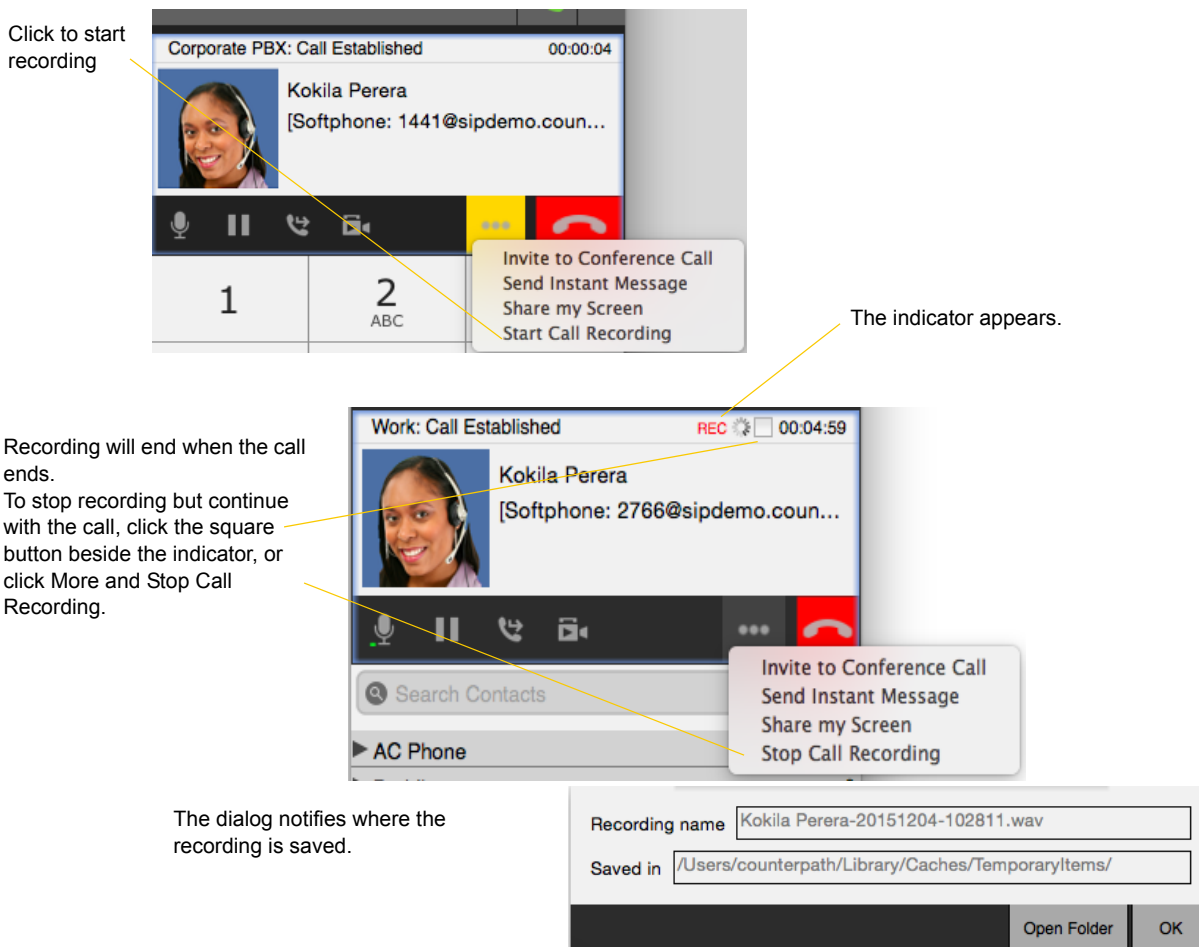 Click to start
recording
Corporate PBX: Call Established 00:00:04
Kokila Perera
[Softphone: 1441@sipdemo.coun...
1
2
ABC
Invite to Conference Call
Send Instant Message
Share my Screen
Start Call Recording
The indicator appears.
Work: Call Established REC 00:04:59
Kokila Perera
[Softphone: 2766@sipdemo.coun...
Recording will end when the call
ends.
To stop recording but continue
with the call, click the square
button beside the indicator, or
click More and Stop Call
Recording.
Search Contacts
AC Phone
Invite to Conference Call
Send Instant Message
Share my Screen
Stop Call Recording
The dialog notifies where the
recording is saved.
Recording name Kokila Perera-20151204-102811.wav
Saved in /Users/counterpath/Library/Caches/TemporaryItems/
Open Folder OK